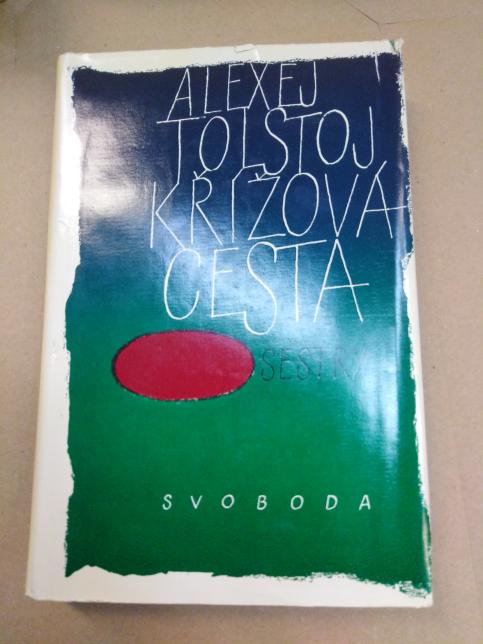 ALEXEJ
TOLSTOJ
KŘÍŽOVÁ
CESTA
SESTRY
SVOBODA